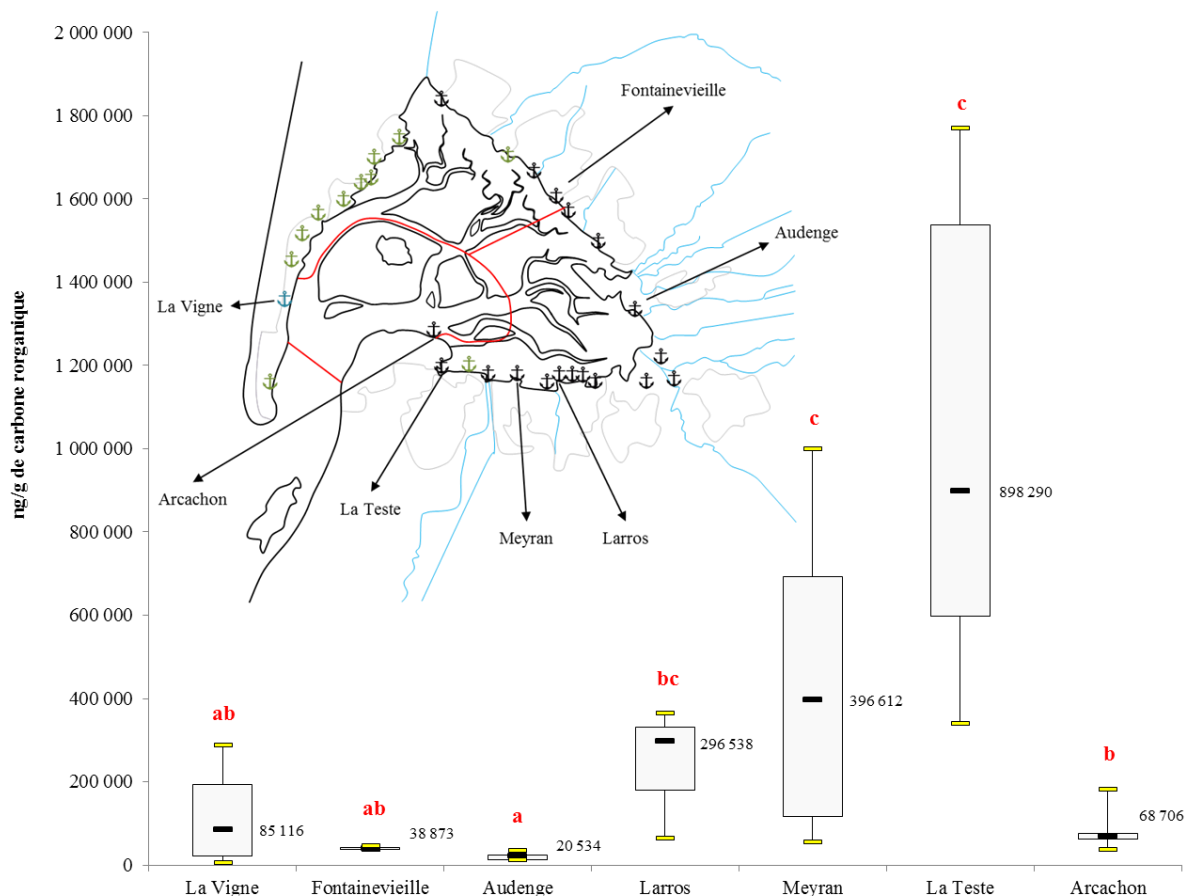 2 000 000
1 800 000
1 600 000
1 400 000
1 200 000
1 000 000
800 000
600 000
400 000
200 000
0
ng/g de carbone rorganique
Fontainevieille
Audenge
La Vigne
Arcachon
La Teste
Meyran
Larros
ab
85 116
ab
38 873
a
20 534
bc
296 538
c
396 612
c
898 290
b
68 706
La Vigne
Fontainevieille
Audenge
Larros
Meyran
La Teste
Arcachon